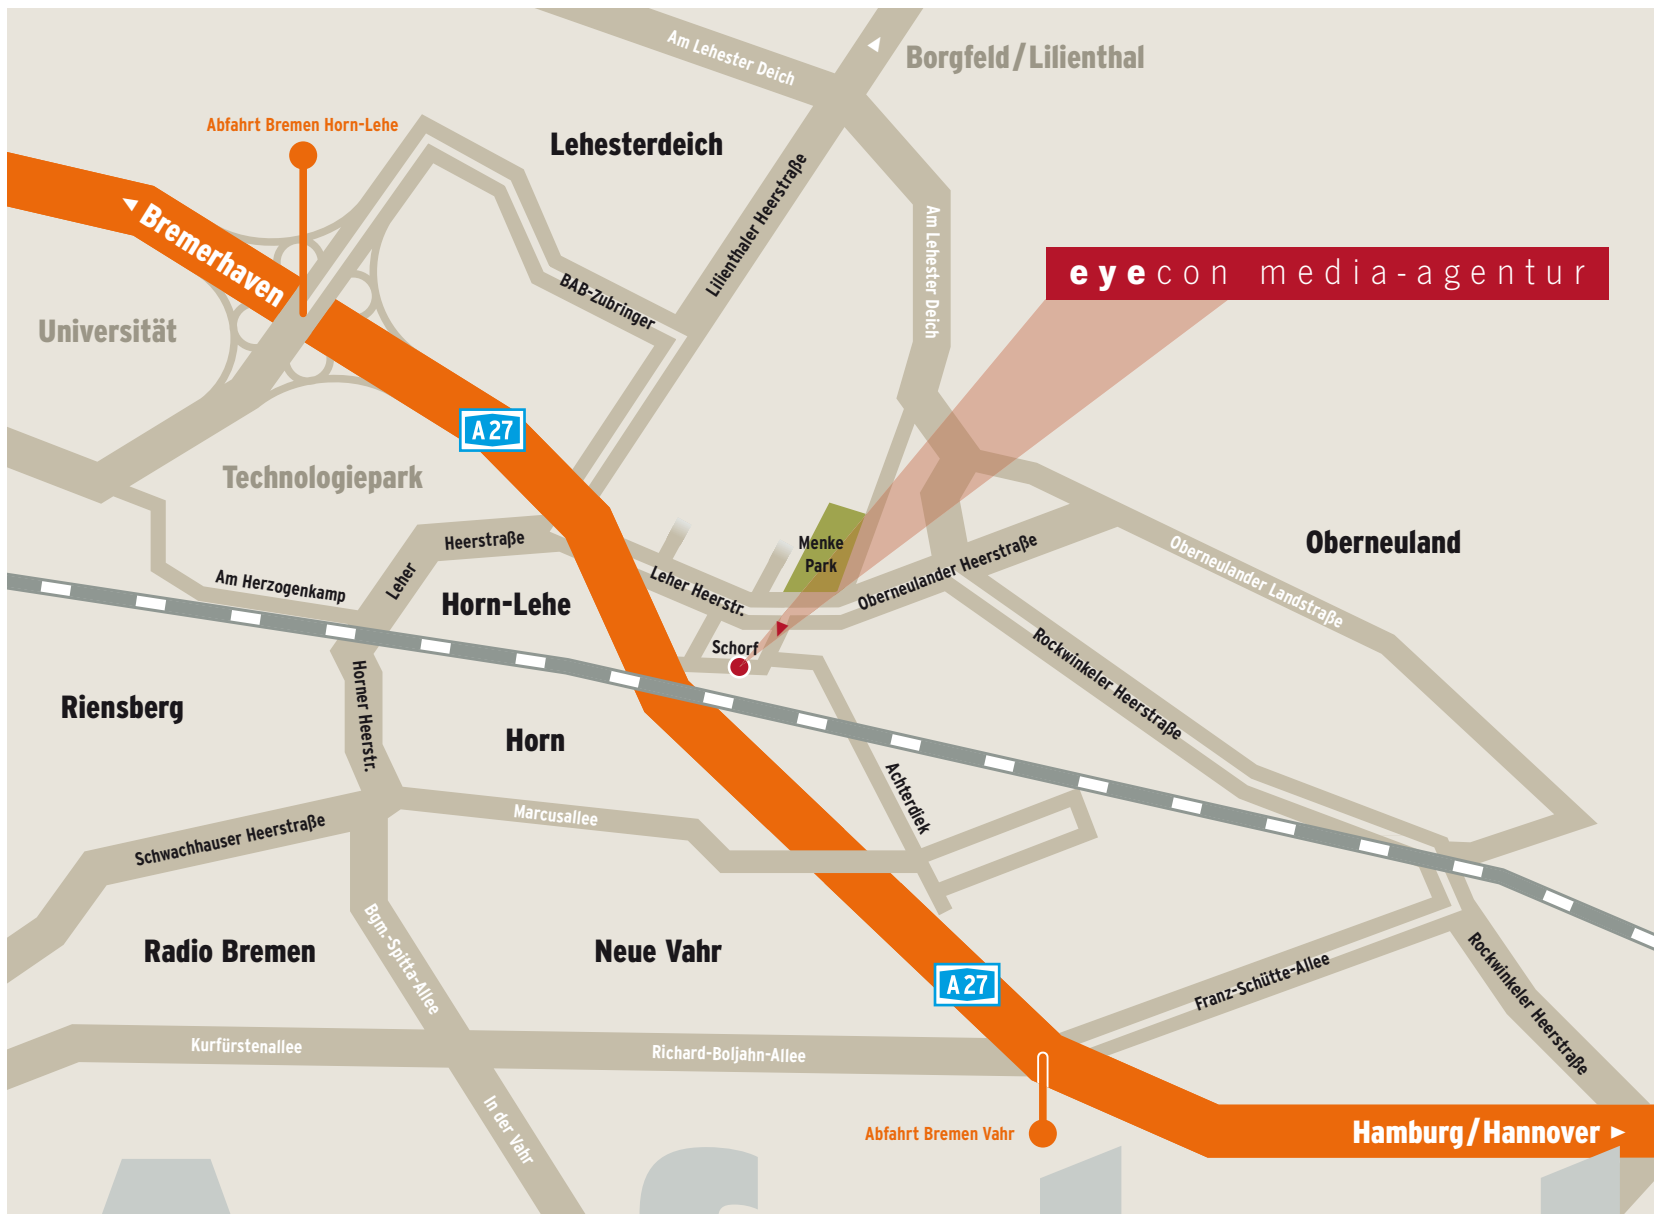 Am Lehester Deich
Borgfeld/Lilienthal
Abfahrt Bremen Horn-Lehe
Lehesterdeich
Lilienthaler Heerstraße
Am Lehester Deich
Bremerhaven
eyecon media-agentur
BAB-Zubringer
Universität
A 27
Technologiepark
Heerstraße
Leher
Menke
Park
Oberneuland
Oberneulander Heerstraße
Oberneulander Landstraße
Am Herzogenkamp
Leher Heerstr.
Horn-Lehe
Schorf
Rockwinkeler Heerstraße
Horner Heerstr.
Riensberg
Horn
Achterdiek
Marcusallee
Schwachhauser Heerstraße
Bgm.-Spitta-Allee
Radio Bremen
Neue Vahr
A 27
Franz-Schütte-Allee
Rockwinkeler Heerstraße
Kurfürstenallee
Richard-Boljahn-Allee
In der Vahr
Abfahrt Bremen Vahr
Hamburg/Hannover